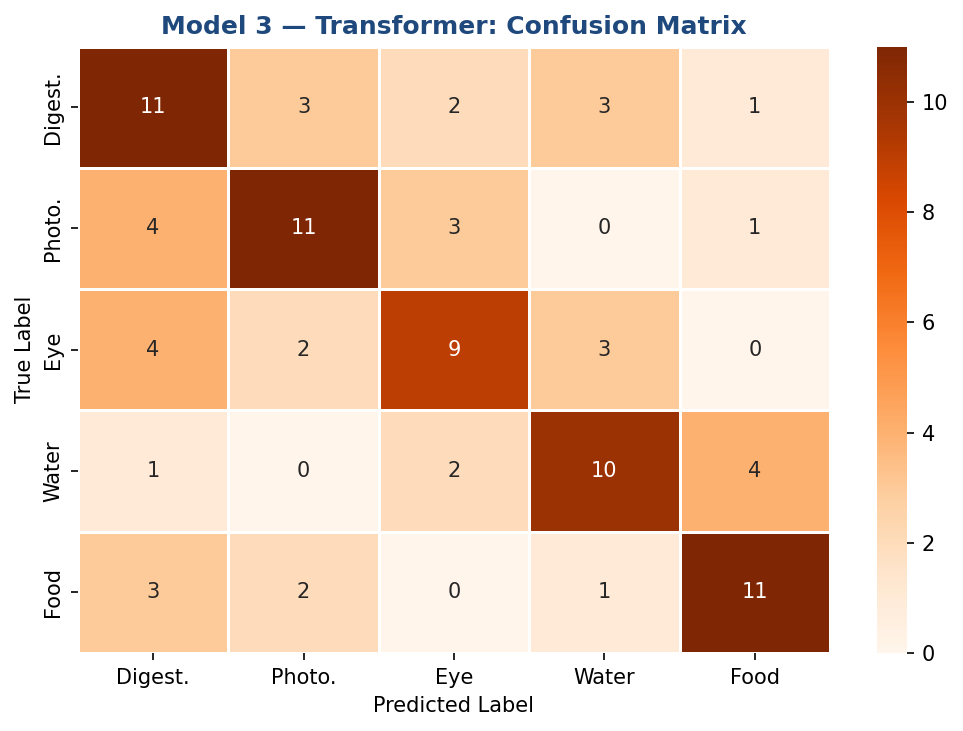 Model 3 — Transformer: Confusion Matrix
True Label
Digest. 11 3 2 3 1
Photo. 4 11 3 0 1
Eye 4 2 9 3 0
Water 1 0 2 10 4
Food 3 2 0 1 11
Digest. Photo. Eye Water Food
Predicted Label
10
8
6
4
2
0